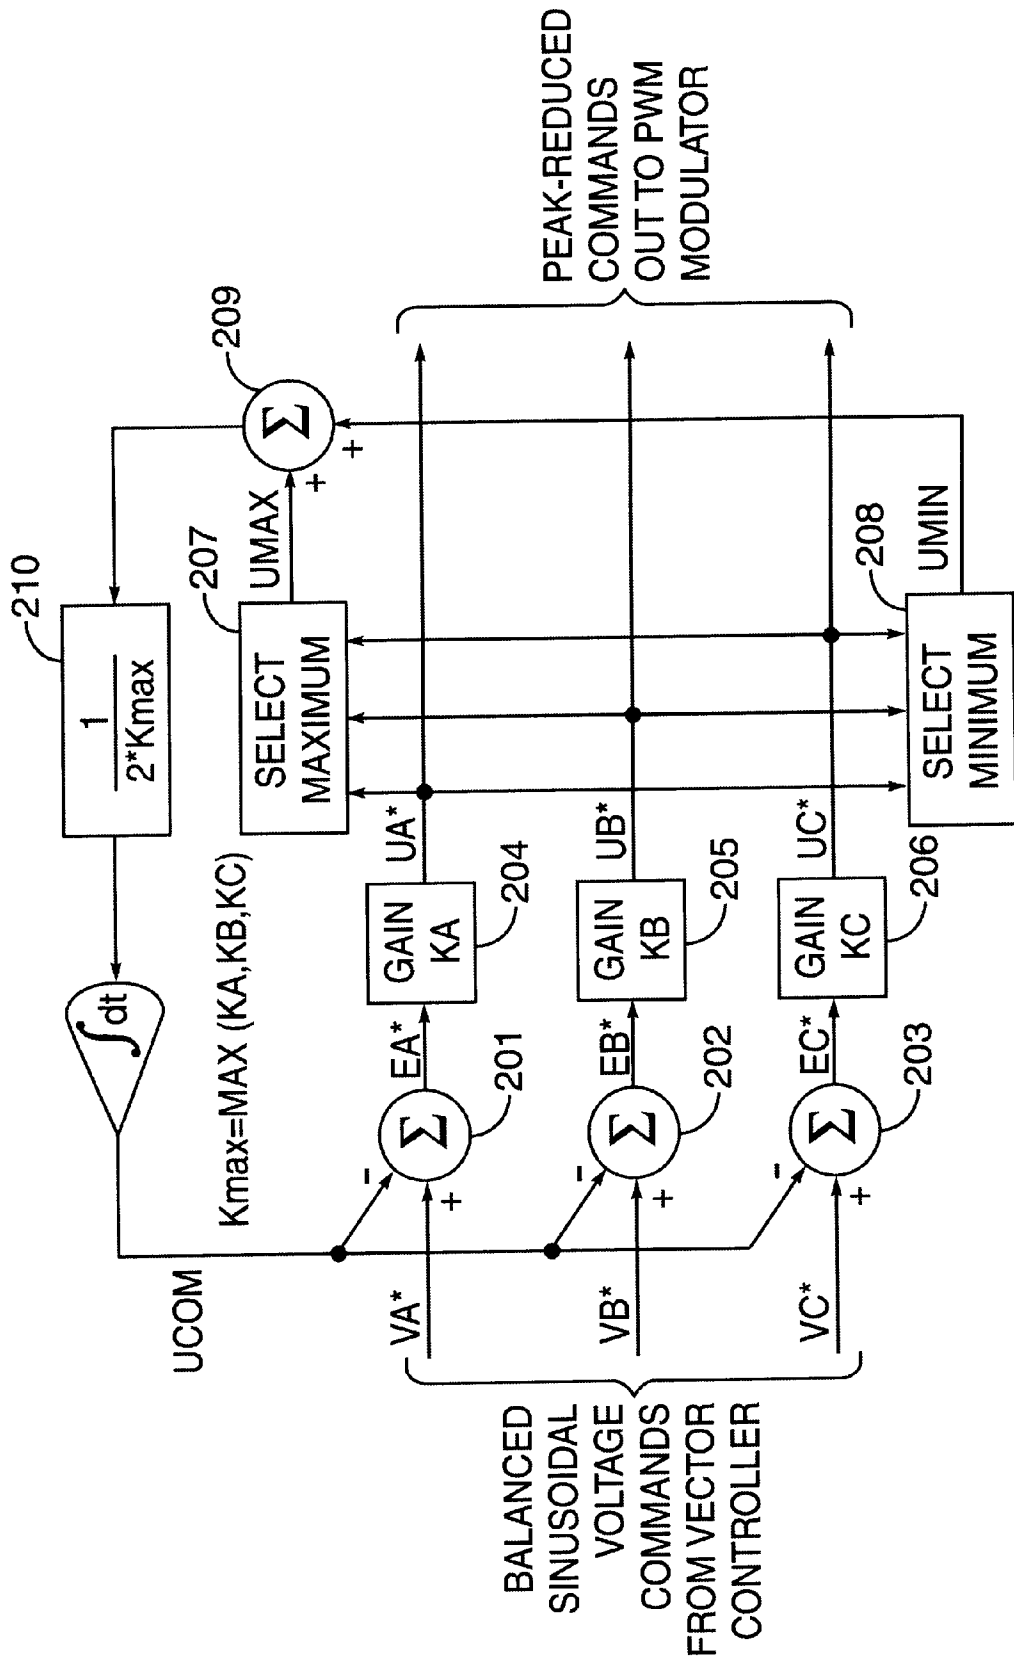 210
1
2*Kmax
∫dt
Kmax=MAX (KA,KB,KC)
UCOM
207
SELECT
MAXIMUM
UMAX
209
Σ
+
+
VA*
+
-
Σ
201
EA*
GAIN
KA
204
UA*
VB*
+
-
Σ
202
EB*
GAIN
KB
205
UB*
VC*
+
-
Σ
203
EC*
GAIN
KC
206
UC*
208
SELECT
MINIMUM
UMIN
BALANCED
SINUSOIDAL
VOLTAGE
COMMANDS
FROM VECTOR
CONTROLLER
PEAK-REDUCED
COMMANDS
OUT TO PWM
MODULATOR